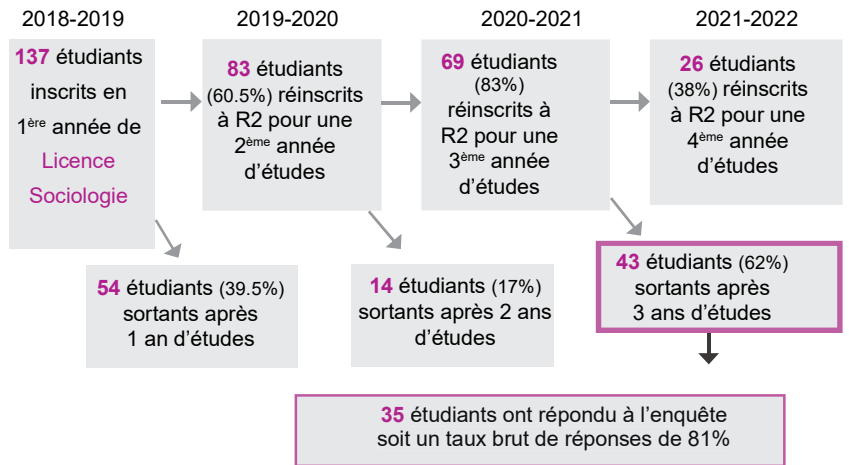 2018-2019
2019-2020
2020-2021
2021-2022
137 étudiants
inscrits en
1ère année de
Licence
Sociologie
83 étudiants
(60.5%) réinscrits
à R2 pour une
2ème année
d'études
69 étudiants
(83%)
réinscrits à
R2 pour une
3ème année
d'études
26 étudiants
(38%) réinscrits
à R2 pour une
4ème année
d'études
54 étudiants (39.5%)
sortants après
1 an d'études
14 étudiants (17%)
sortants après 2 ans
d'études
43 étudiants (62%)
sortants après
3 ans d'études
35 étudiants ont répondu à l'enquête
soit un taux brut de réponses de 81%